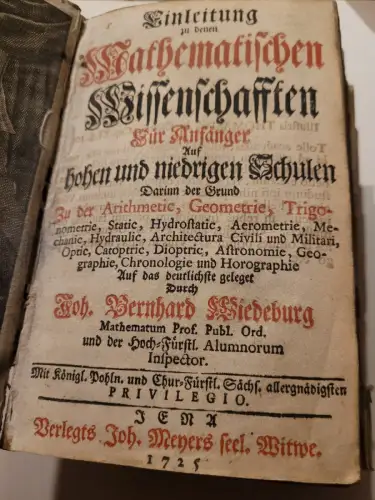 Einleitung
zu denen
Mathematischen
Wissenschafften
Für Anfänger
Auf
hohen und niedrigen Schulen
Dariun der Grund
Zu der Arithmetic, Geometrie, Trigo-
nometrie, Static, Hydrostatic, Aerometrie, Me-
chanic, Hydraulic, Architectura Civili und Militari,
Optic, Catoptric, Dioptric, Astronomie, Geo-
graphie, Chronologie und Horographie
Auf das deutlichste geleget
Durch
Joh. Bernhard Wiedeburg
Mathematum Prof. Publ. Ord.
und der Hoch-Fürstl. Alumnorum
Inspector.
Mit Königl. Pohln. und Chur-Fürstl. Sächs. allergnädigsten
PRIVILEGIO.
JENA
Verlegts Joh. Meyers seel. Witwe.
1725